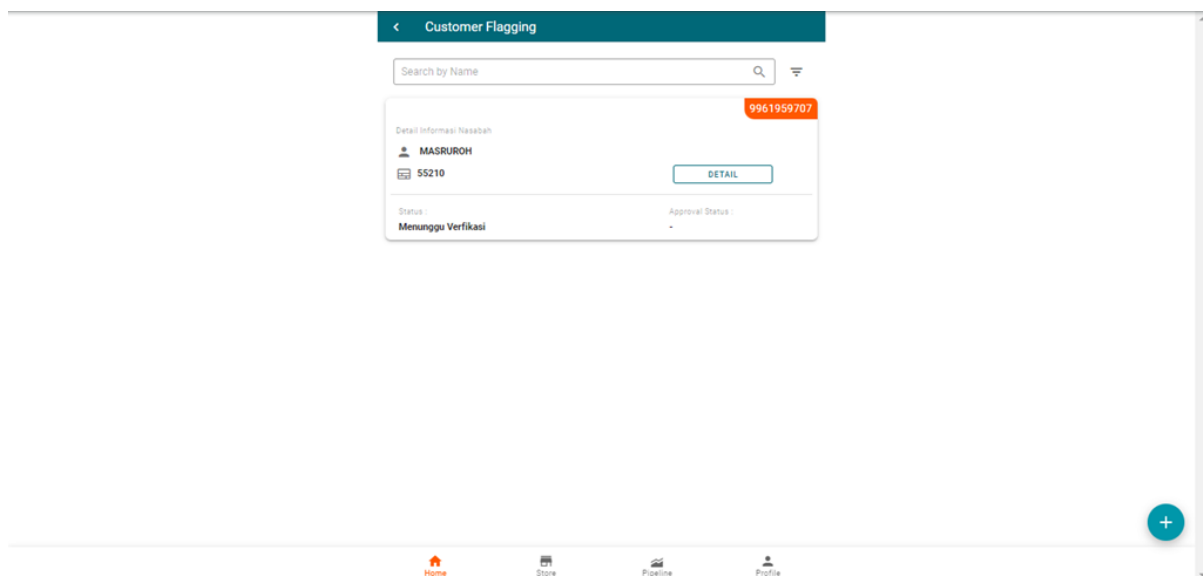 Customer Flagging
Search by Name
9961959707
Detail Informasi Nasabah
MASRUROH
55210
DETAIL
Status :
Approval Status :
Menunggu Verfikasi
-
+
Home
Store
Pipeline
Profile